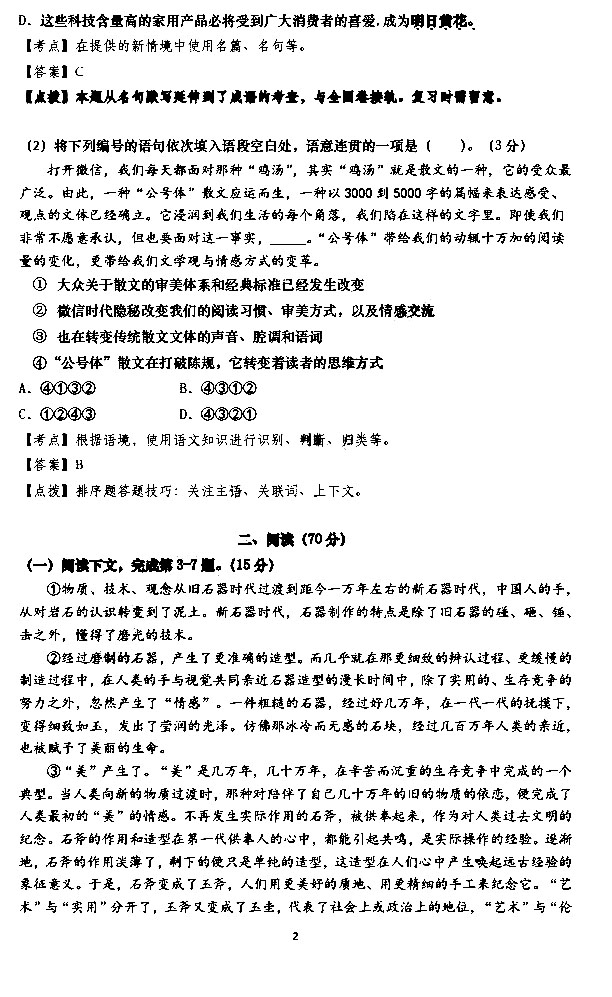 D．这些科技含量高的家用产品必将受到广大消费者的喜爱，成为明日黄花。
【考点】在提供的新情境中使用名篇、名句等。
【答案】C
【点拨】本题从名句默写延伸到了成语的考查，与全国卷接轨。复习时需留意。
（2）将下列编号的语句依次填入语段空白处，语意连贯的一项是（　　）。（3 分）
打开微信，我们每天都面对那种“鸡汤”，其实“鸡汤”就是散文的一种，它的受众最
广泛。由此，一种“公号体”散文应运而生，一种以 3000 到 5000 字的篇幅来表达感受、
观点的文体已经确立。它浸润到我们生活的每个角落，我们陷在这样的文字里。即使我们
非常不愿意承认，但也要面对这一事实，_____。“公号体”带给我们的动辄十万加的阅读
量的变化，更带给我们文学观与情感方式的变革。
① 大众关于散文的审美体系和经典标准已经发生改变
② 微信时代隐秘改变我们的阅读习惯、审美方式，以及情感交流
③ 也在转变传统散文文体的声音、腔调和语词
④“公号体”散文在打破陈规，它转变着读者的思维方式
A．④①③② B．④③①②
C．①②④③ D．④③②①
【考点】根据语境，使用语文知识进行识别、判断、归类等。
【答案】B
【点拨】排序题答题技巧：关注主语、关联词、上下文。
二、阅读（70 分）
（一）阅读下文，完成第 3-7 题。（15 分）
①物质、技术、观念从旧石器时代过渡到距今一万年左右的新石器时代，中国人的手，
从对岩石的认识转变到了泥土。新石器时代，石器制作的特点是除了旧石器的碰、砸、锤、
击之外，懂得了磨光的技术。
②经过磨制的石器，产生了更准确的造型。而几乎就在那更细致的辨认过程、更缓慢的
制造过程中，在人类的手与视觉共同亲近石器造型的漫长时间中，除了实用的、生存竞争的
努力之外，忽然产生了“情感”。一件粗糙的石器，经过好几万年，在一代一代的抚摸下，
变得细致如玉，发出了莹润的光泽。仿佛那冰冷而无感的石块，经过几百万年人类的亲近，
也被赋予了美丽的生命。
③“美”产生了。“美”是几万年，几十万年，在辛苦而沉重的生存竞争中完成的一个
典型。当人类向新的物质过渡时，那种对陪伴了自己几十万年的旧的物质的依恋，便完成了
人类最初的“美”的情感。不再发生实际作用的石斧，被供奉起来，作为对人类过去文明的
纪念。石斧的作用和造型在第一代供奉人的心中，都能引起共鸣，是实际操作的经验。逐渐
地，石斧的作用淡薄了，剩下的便只是单纯的造型，这造型在人们心中产生唤起远古经验的
象征意义。于是，石斧变成了玉斧，人们用更美好的质地、用更精细的手工来纪念它。“艺
术”与“实用”分开了，玉斧又变成了玉圭，代表了社会上或政治上的地位，“艺术”与“伦
2